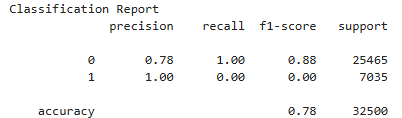 Classification Report
precision recall f1-score support
0 0.78 1.00 0.88 25465
1 1.00 0.00 0.00 7035
accuracy 0.78 32500